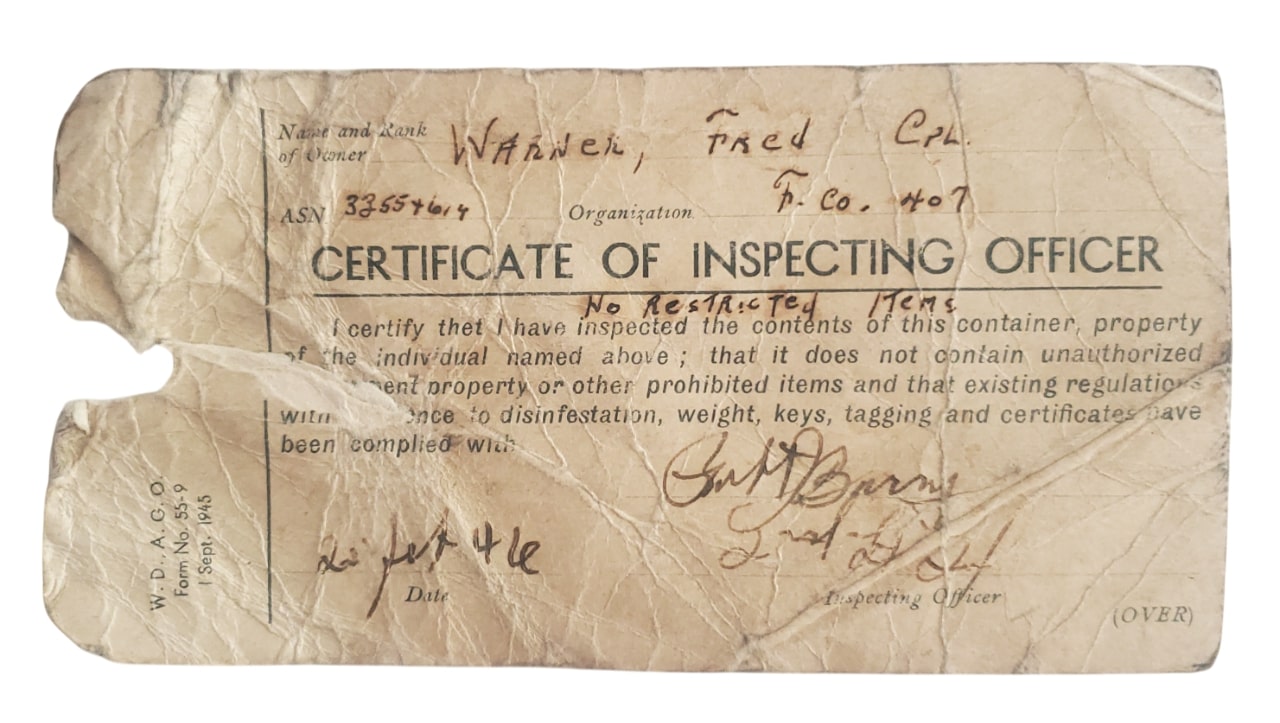 Name and Rank
of Owner
WARNER, FRED CPL.
ASN Organization F. Co. 407
CERTIFICATE OF INSPECTING OFFICER
No RESTRICTED ITEMS
I certify thet I have inspected the contents of this container, property
of the individual named above ; that it does not contain unauthorized
property or other prohibited items and that existing regulations
with to disinfestation, weight, keys, tagging and certificates have
been complied with
Burns
46
Date
Inspecting Officer
(OVER)
W. D., A. G. O.
Form No. 55-9
1 Sept. 1945